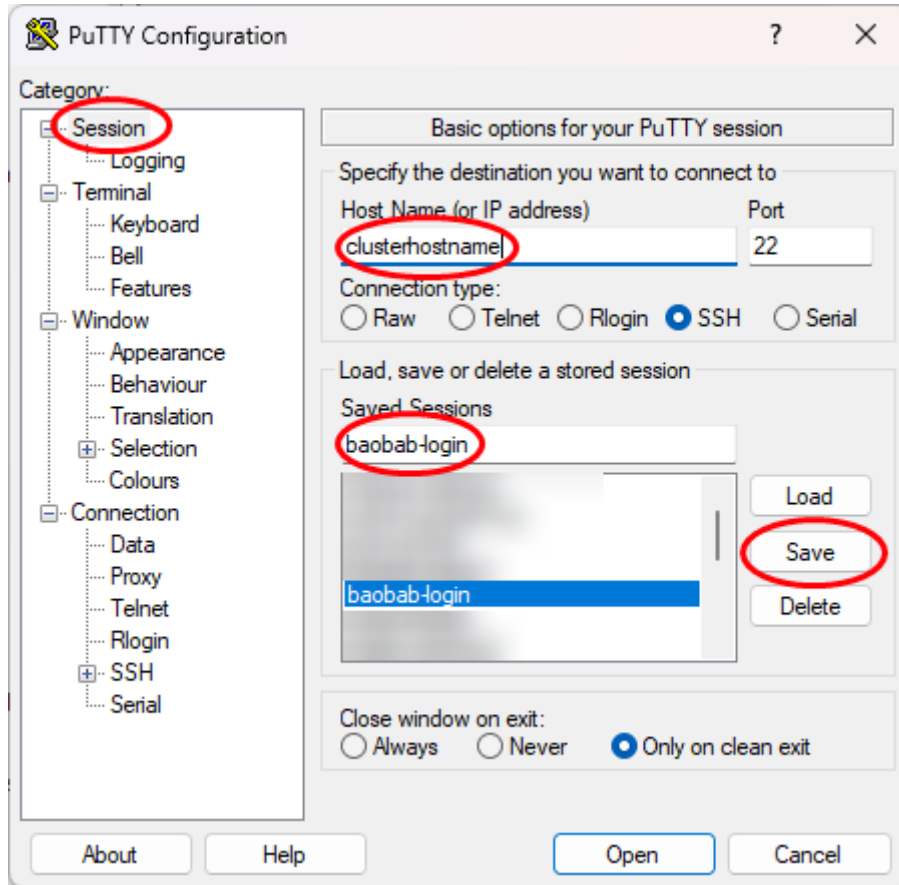 PuTTY Configuration
?
Category:
Session
Logging
Terminal
Keyboard
Bell
Features
Window
Appearance
Behaviour
Translation
Selection
Colours
Connection
Data
Proxy
Telnet
Rlogin
SSH
Serial
Basic options for your PuTTY session
Specify the destination you want to connect to
Host Name (or IP address) Port
clusterhostname 22
Connection type:
Raw Telnet Rlogin SSH Serial
Load, save or delete a stored session
Saved Sessions
baobab-login
Load
Save
baobab-login
Delete
Close window on exit:
Always Never Only on clean exit
About Help Open Cancel